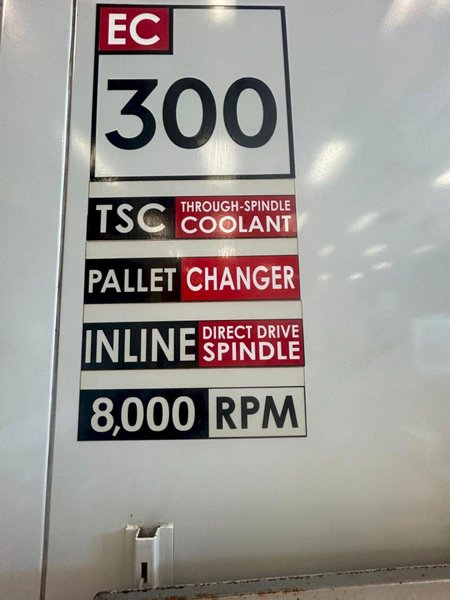 EC
300
TSC THROUGH-SPINDLE
COOLANT
PALLET CHANGER
INLINE DIRECT DRIVE
SPINDLE
8,000 RPM